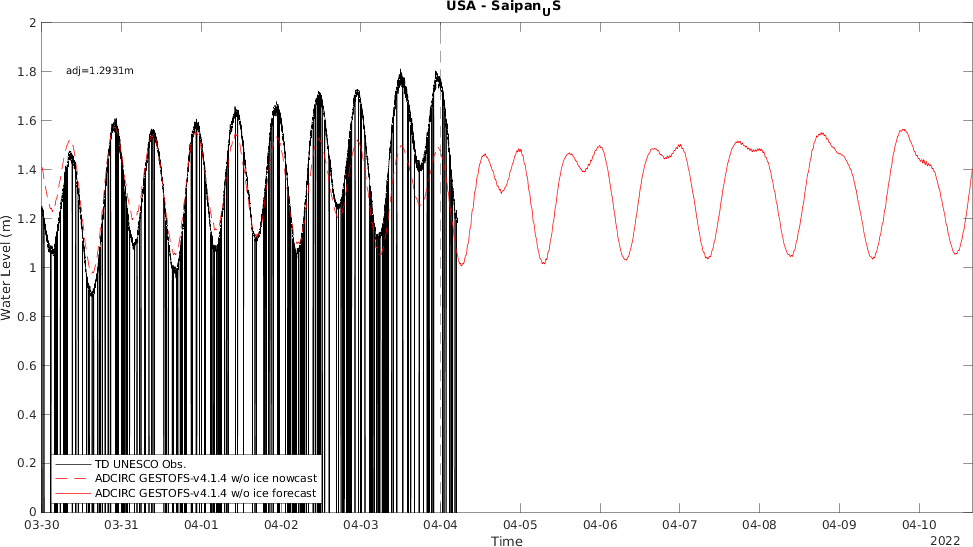 USA - Saipan_US
2
1.8
1.6
1.4
1.2
1
0.8
0.6
0.4
0.2
0
adj=1.2931m
Water Level (m)
TD UNESCO Obs.
ADCIRC GESTOFS-v4.1.4 w/o ice nowcast
ADCIRC GESTOFS-v4.1.4 w/o ice forecast
03-30 03-31 04-01 04-02 04-03 04-04 04-05 04-06 04-07 04-08 04-09 04-10
Time
2022